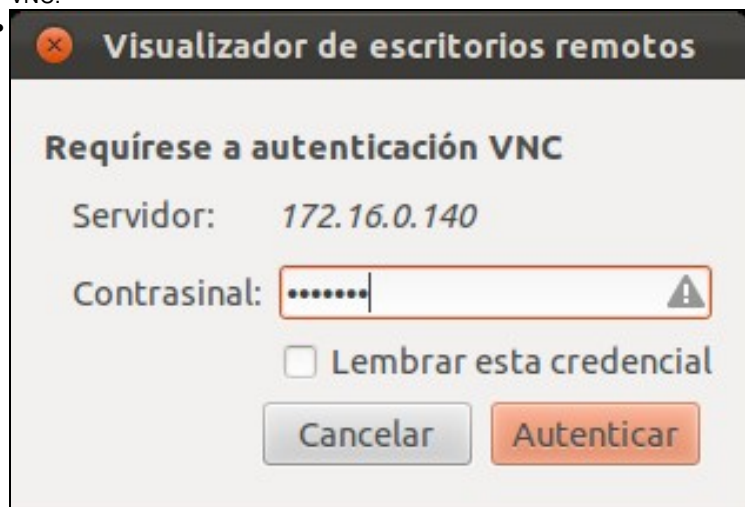 VNC.
Visualizador de escritorios remotos
Requírese a autenticación VNC
Servidor: 172.16.0.140
Contrasinal: •••••••
Lembrar esta credencial
Cancelar Autenticar